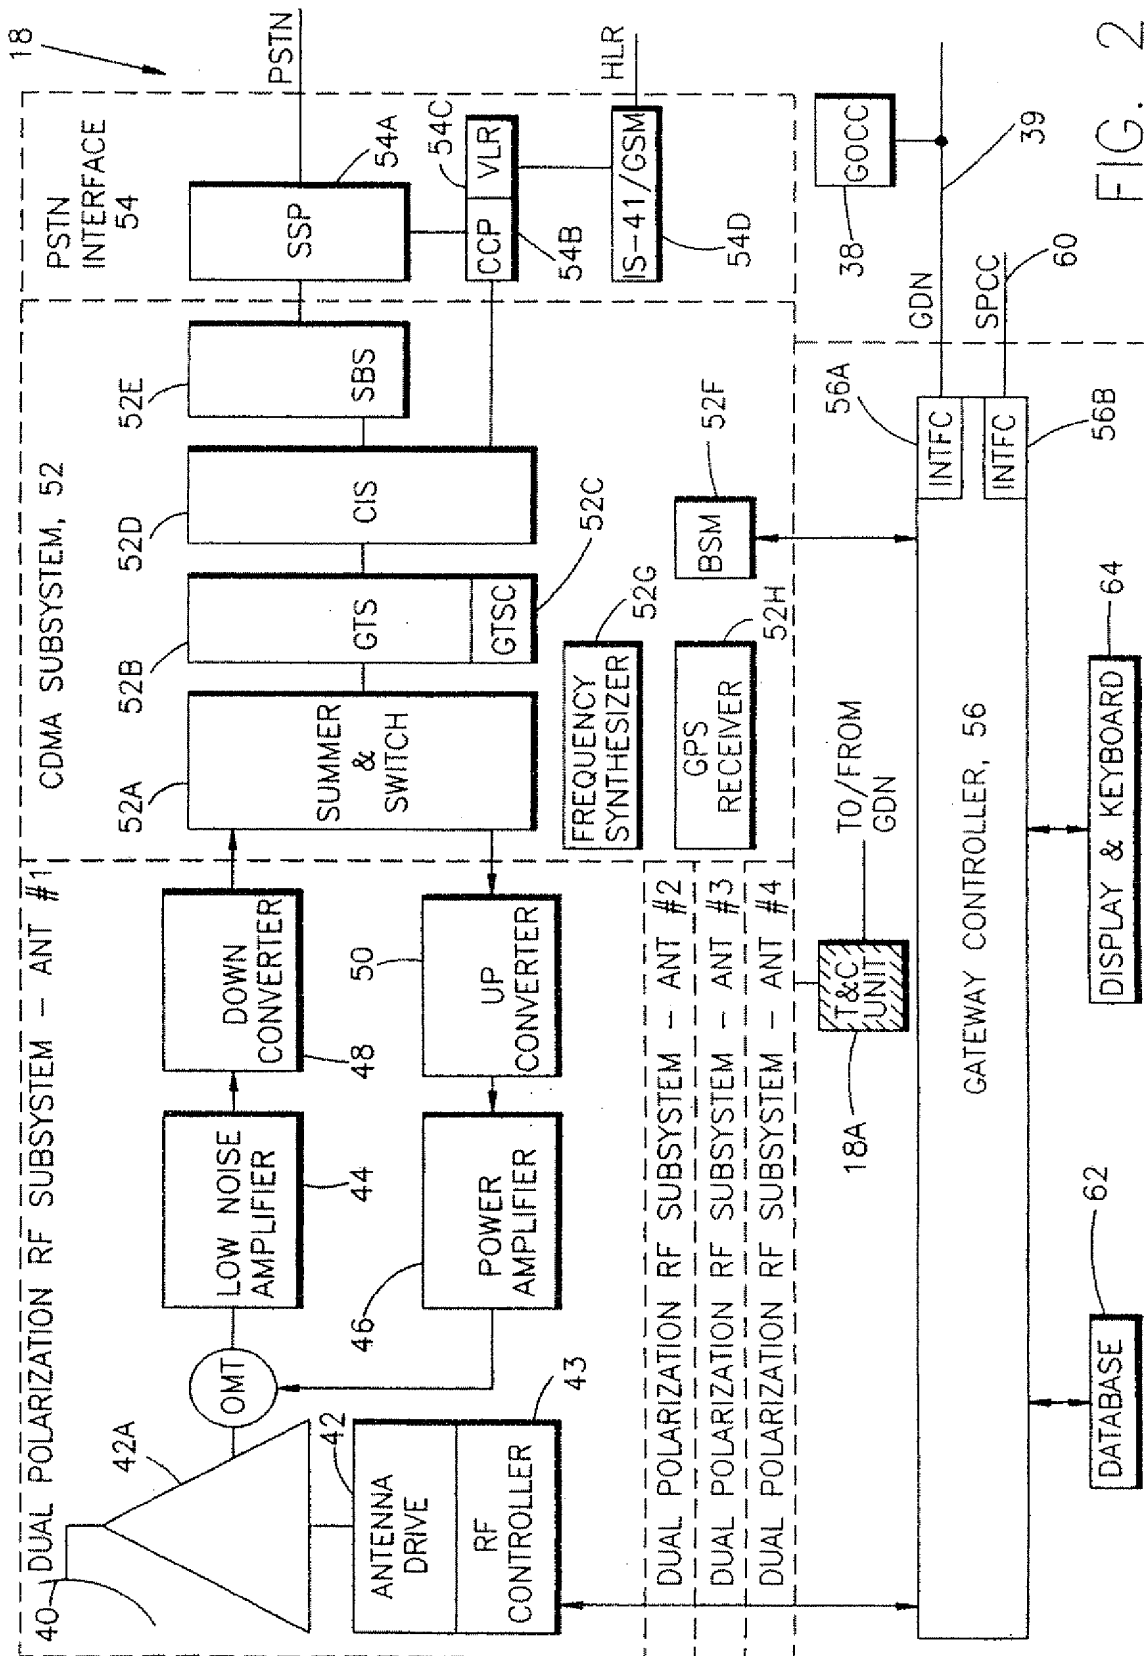 18
DUAL POLARIZATION RF SUBSYSTEM - ANT #1
40
42A
OMT
LOW NOISE
AMPLIFIER
44
DOWN
CONVERTER
48
42
ANTENNA
DRIVE
RF
CONTROLLER
43
46
POWER
AMPLIFIER
50
UP
CONVERTER
DUAL POLARIZATION RF SUBSYSTEM - ANT #2
DUAL POLARIZATION RF SUBSYSTEM - ANT #3
DUAL POLARIZATION RF SUBSYSTEM - ANT #4
CDMA SUBSYSTEM, 52
52A
SUMMER
&
SWITCH
52B
GTS
GTSC
52C
52D
CIS
52E
SBS
FREQUENCY
SYNTHESIZER
52G
GPS
RECEIVER
52H
BSM
52F
PSTN
INTERFACE
54
SSP
54A
PSTN
CCP
VLR
54C
54B
IS-41/GSM
54D
HLR
18A
T&C
UNIT
TO/FROM
GDN
GATEWAY CONTROLLER, 56
INTFC
56A
INTFC
56B
GDN
SPCC
60
38
GOCC
39
DATABASE
62
DISPLAY & KEYBOARD
64
FIG. 2